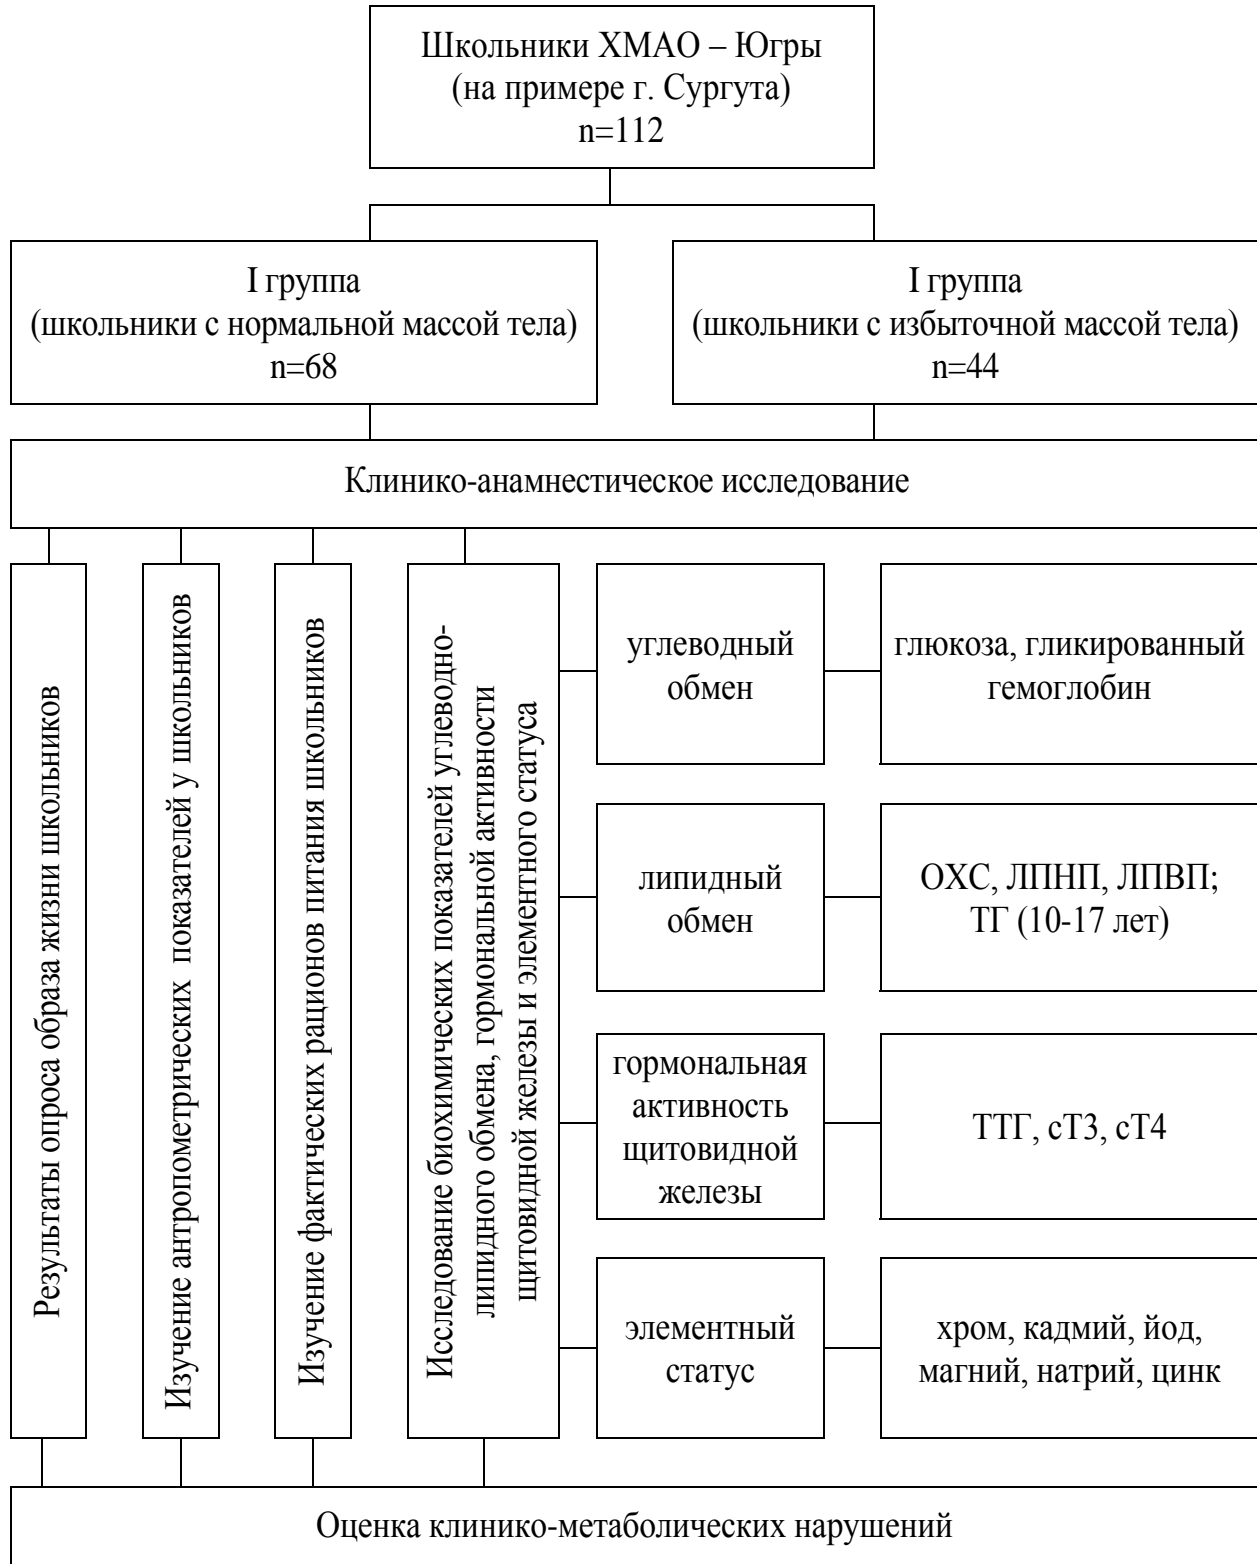 Школьники ХМАО – Югры
(на примере г. Сургута)
n=112
I группа
(школьники с нормальной массой тела)
n=68
I группа
(школьники с избыточной массой тела)
n=44
Клинико-анамнестическое исследование
Результаты опроса образа жизни школьников
Изучение антропометрических показателей у школьников
Изучение фактических рационов питания школьников
Исследование биохимических показателей углеводно-
липидного обмена, гормональной активности
щитовидной железы и элементного статуса
углеводный
обмен
глюкоза, гликированный
гемоглобин
липидный
обмен
ОХС, ЛПНП, ЛПВП;
ТГ (10-17 лет)
гормональная
активность
щитовидной
железы
ТТГ, сТ3, сТ4
элементный
статус
хром, кадмий, йод,
магний, натрий, цинк
Оценка клинико-метаболических нарушений